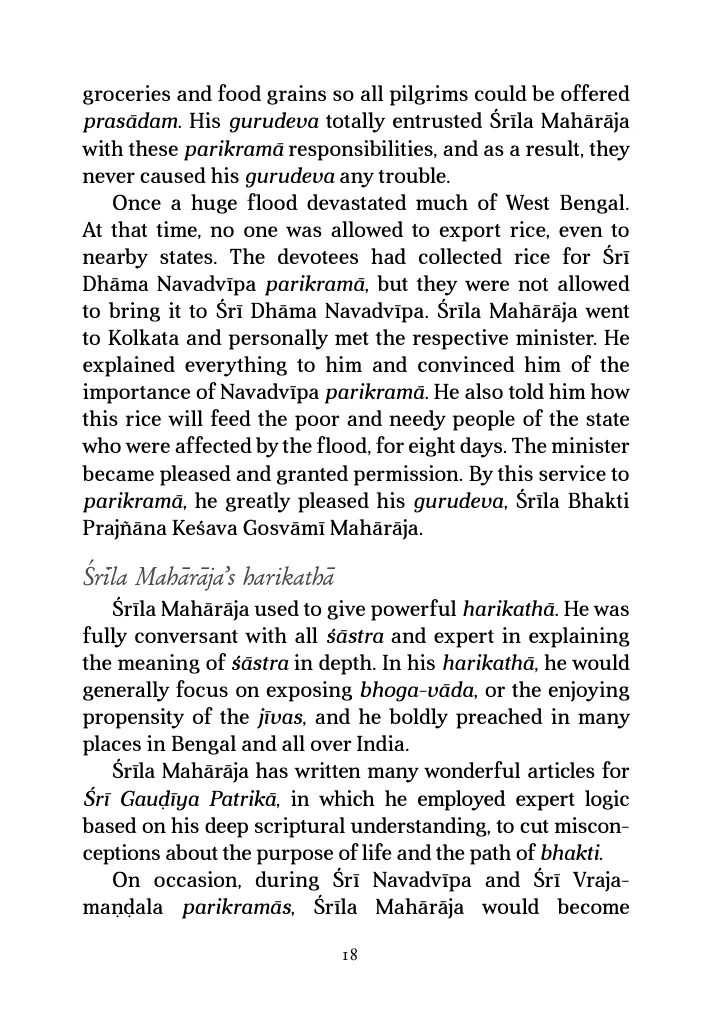 groceries and food grains so all pilgrims could be offered
prasādam. His gurudeva totally entrusted Śrīla Mahārāja
with these parikramā responsibilities, and as a result, they
never caused his gurudeva any trouble.
Once a huge flood devastated much of West Bengal.
At that time, no one was allowed to export rice, even to
nearby states. The devotees had collected rice for Śrī
Dhāma Navadvīpa parikramā, but they were not allowed
to bring it to Śrī Dhāma Navadvīpa. Śrīla Mahārāja went
to Kolkata and personally met the respective minister. He
explained everything to him and convinced him of the
importance of Navadvīpa parikramā. He also told him how
this rice will feed the poor and needy people of the state
who were affected by the flood, for eight days. The minister
became pleased and granted permission. By this service to
parikramā, he greatly pleased his gurudeva, Śrīla Bhakti
Prajñāna Keśava Gosvāmī Mahārāja.
Śrīla Mahārāja's harikathā
Śrīla Mahārāja used to give powerful harikathā. He was
fully conversant with all śāstra and expert in explaining
the meaning of śāstra in depth. In his harikathā, he would
generally focus on exposing bhoga-vāda, or the enjoying
propensity of the jīvas, and he boldly preached in many
places in Bengal and all over India.
Śrīla Mahārāja has written many wonderful articles for
Śrī Gauḍīya Patrikā, in which he employed expert logic
based on his deep scriptural understanding, to cut miscon-
ceptions about the purpose of life and the path of bhakti.
On occasion, during Śrī Navadvīpa and Śrī Vraja-
maṇḍala parikramās, Śrīla Mahārāja would become
18